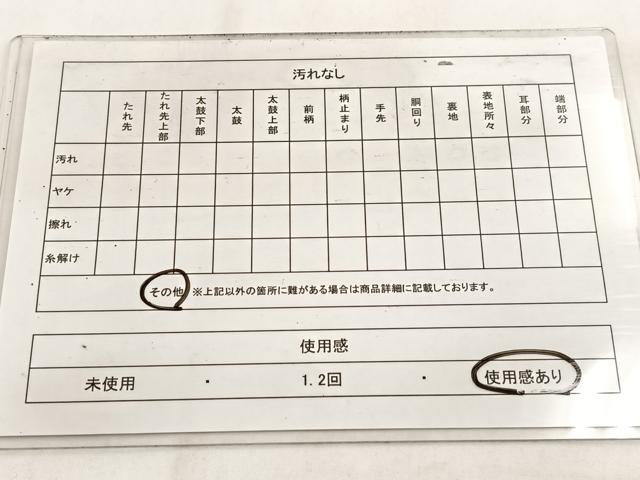 汚れなし
たれ先 たれ先上部 太鼓下部 太鼓 太鼓上部 前柄 柄止まり 手先 胴回り 裏地 表地所々 耳部分 端部分
汚れ
ヤケ
擦れ
糸解け
その他 ※上記以外の箇所に難がある場合は商品詳細に記載しております。
使用感
未使用 ・ 1.2回 ・ 使用感あり